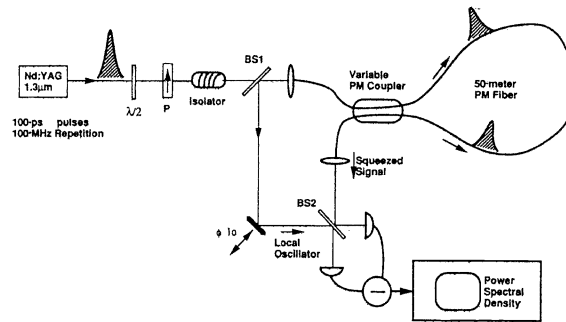 Nd:YAG
1.3μm
100-ps pulses
100-MHz Repetition
λ/2
P
Isolator
BS1
Variable
PM Coupler
50-meter
PM Fiber
Squeezed
Signal
BS2
ϕ lo
Local
Oscillator
Power
Spectral
Density